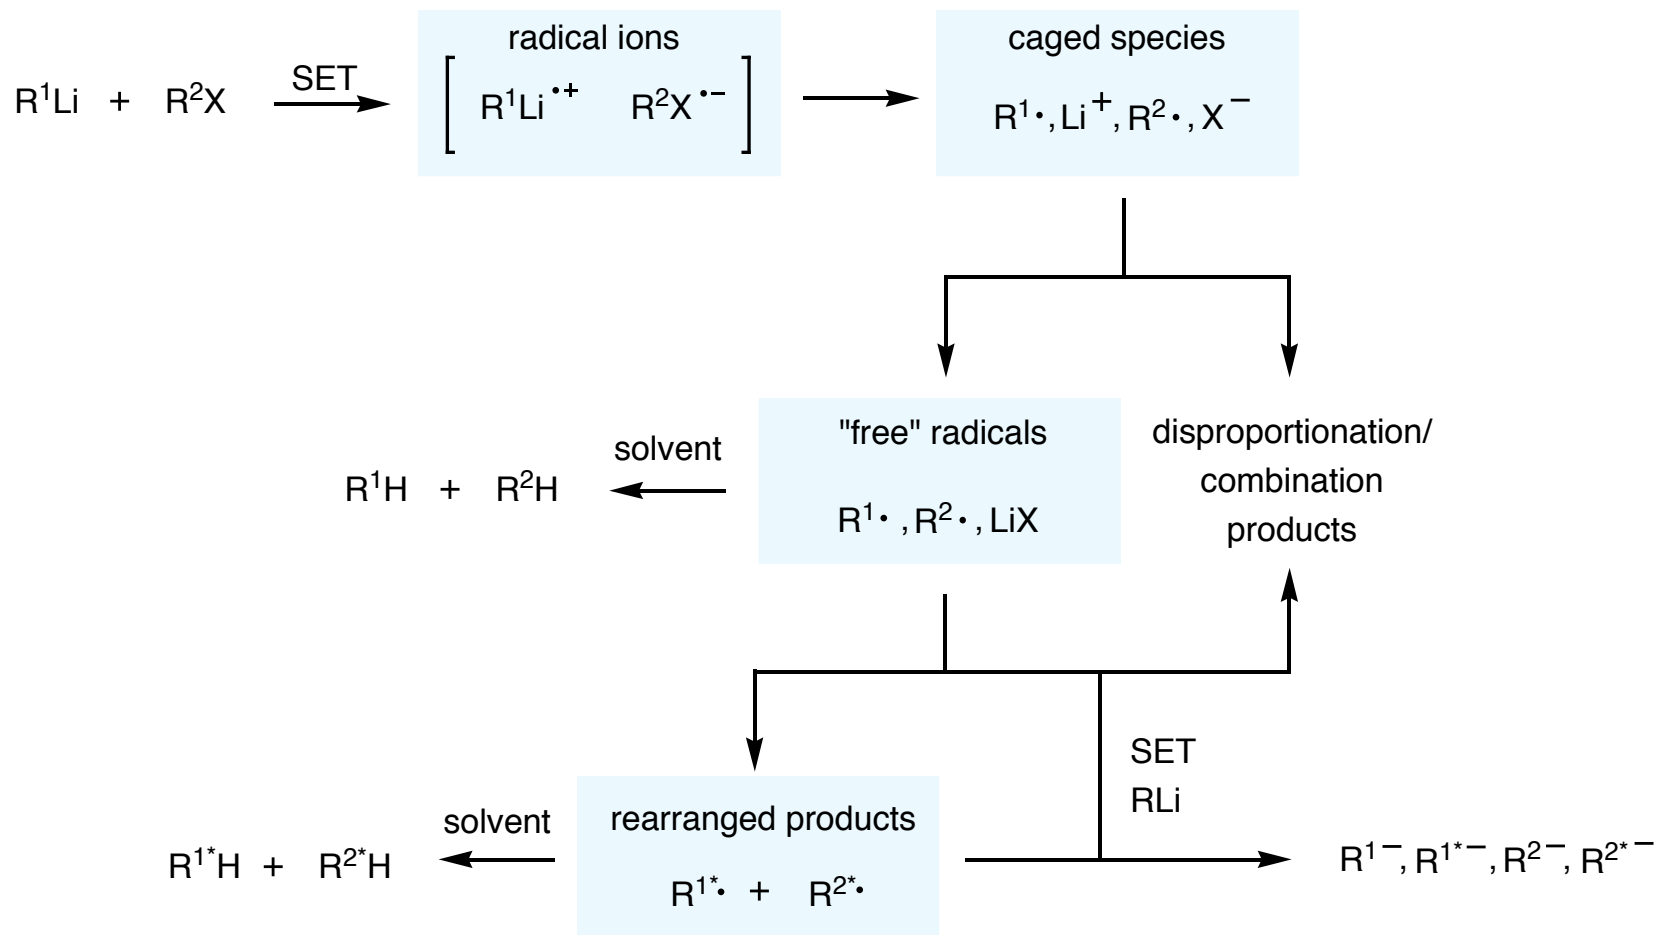 radical ions
caged species
R¹Li + R²X
SET
[ R¹Li•+ R²X•− ]
R¹•, Li⁺, R²•, X⁻
"free" radicals
disproportionation/
combination
products
solvent
R¹H + R²H
R¹•, R²•, LiX
SET
RLi
rearranged products
solvent
R¹*H + R²*H
R¹*• + R²*•
R¹⁻, R¹*⁻, R²⁻, R²*⁻